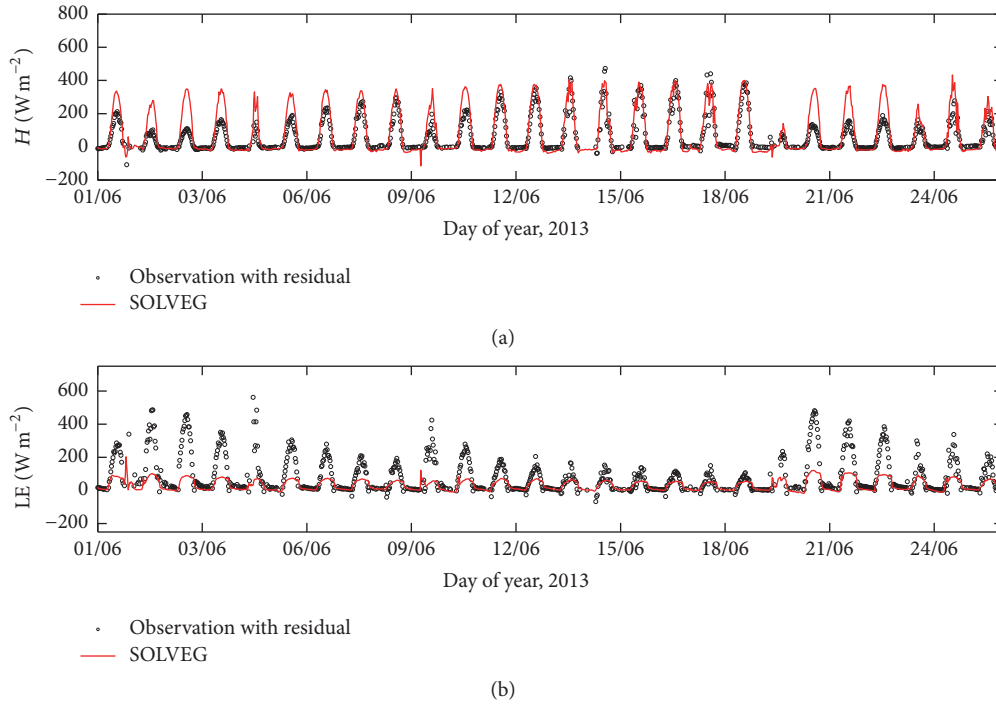 800
600
400
200
0
−200
H (W m−2)
01/06 03/06 06/06 09/06 12/06 15/06 18/06 21/06 24/06
Day of year, 2013
Observation with residual
SOLVEG
(a)
600
400
200
0
−200
LE (W m−2)
01/06 03/06 06/06 09/06 12/06 15/06 18/06 21/06 24/06
Day of year, 2013
Observation with residual
SOLVEG
(b)